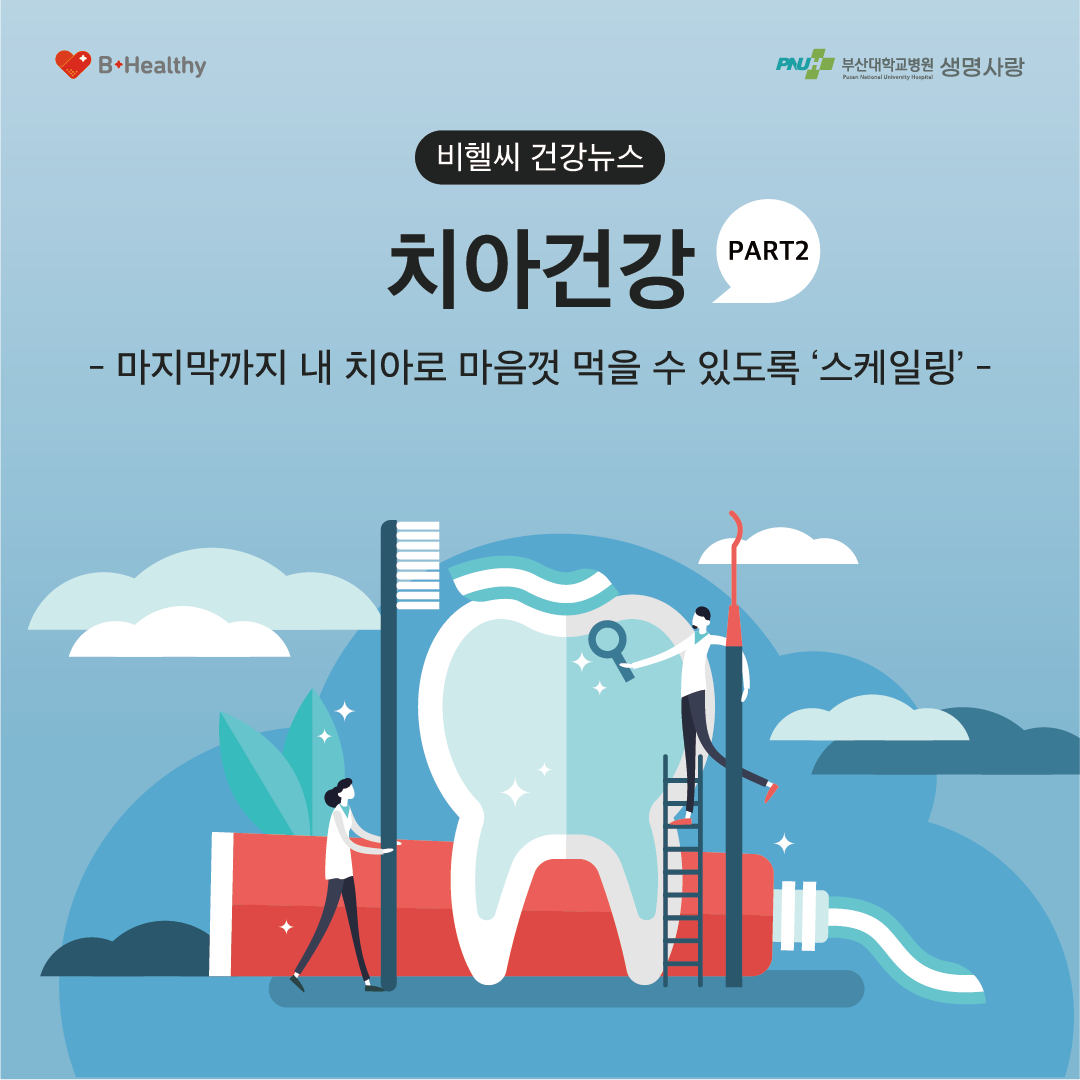 B+Healthy
PNUH 부산대학교병원 생명사랑
Pusan National University Hospital
비헬씨 건강뉴스
치아건강 PART2
- 마지막까지 내 치아로 마음껏 먹을 수 있도록 ‘스케일링’ -